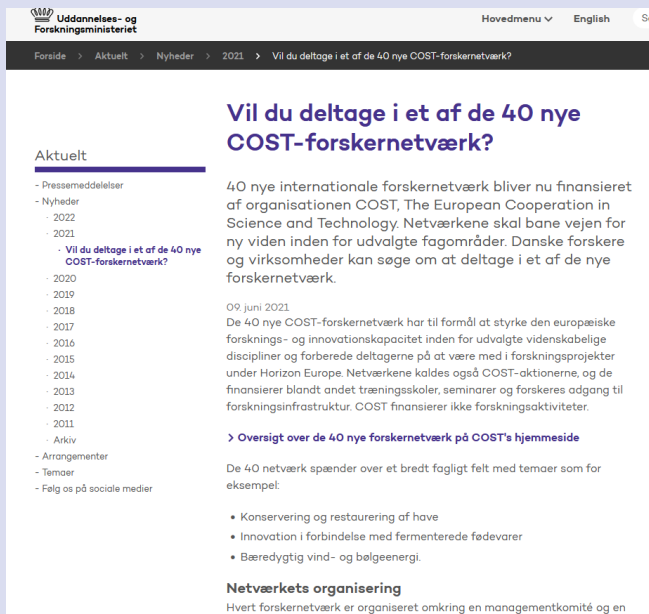 Uddannelses- og
Forskningsministeriet
Hovedmenu
English
Forside > Aktuelt > Nyheder > 2021 > Vil du deltage i et af de 40 nye COST-forskernetværk?
Aktuelt
- Pressemeddelelser
- Nyheder
· 2022
· 2021
· Vil du deltage i et af de 40 nye
COST-forskernetværk?
· 2020
· 2019
· 2018
· 2017
· 2016
· 2015
· 2014
· 2013
· 2012
· 2011
· Arkiv
- Arrangementer
- Temaer
- Følg os på sociale medier
Vil du deltage i et af de 40 nye
COST-forskernetværk?
40 nye internationale forskernetværk bliver nu finansieret
af organisationen COST, The European Cooperation in
Science and Technology. Netværkene skal bane vejen for
ny viden inden for udvalgte fagområder. Danske forskere
og virksomheder kan søge om at deltage i et af de nye
forskernetværk.
09. juni 2021
De 40 nye COST-forskernetværk har til formål at styrke den europæiske
forsknings- og innovationskapacitet inden for udvalgte videnskabelige
discipliner og forberede deltagerne på at være med i forskningsprojekter
under Horizon Europe. Netværkene kaldes også COST-aktionerne, og de
finansierer blandt andet træningsskoler, seminarer og forskeres adgang til
forskningsinfrastruktur. COST finansierer ikke forskningsaktiviteter.
> Oversigt over de 40 nye forskernetværk på COST's hjemmeside
De 40 netværk spænder over et bredt fagligt felt med temaer som for
eksempel:
• Konservering og restaurering af have
• Innovation i forbindelse med fermenterede fødevarer
• Bæredygtig vind- og bølgeenergi.
Netværkets organisering
Hvert forskernetværk er organiseret omkring en managementkomité og en